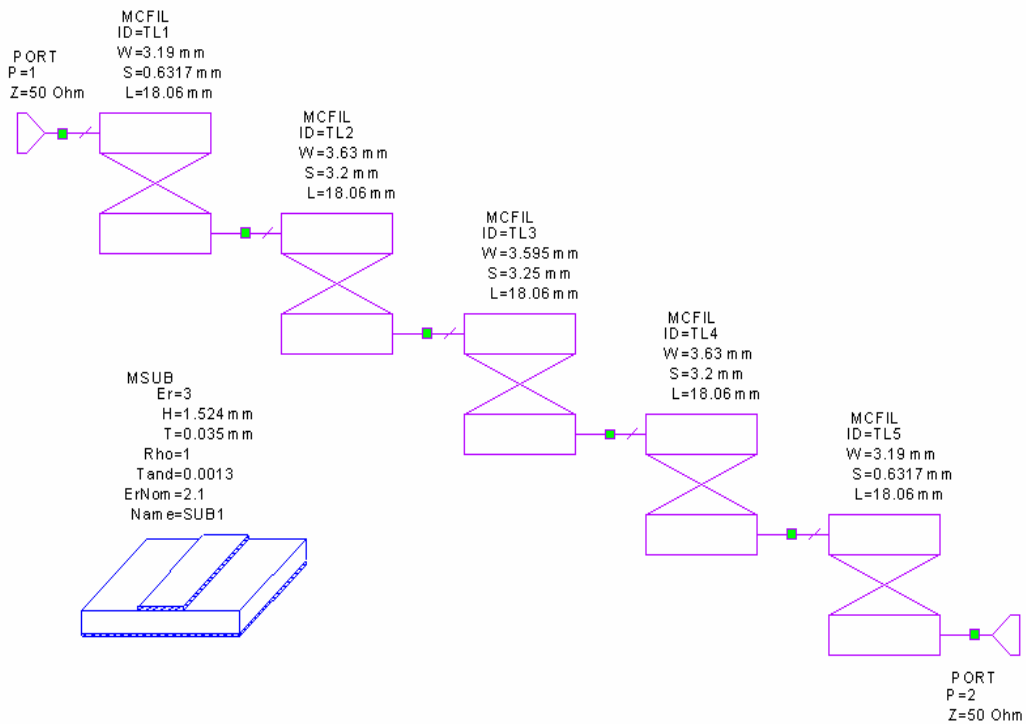 PORT
P=1
Z=50 Ohm
MCFIL
ID=TL1
W=3.19 mm
S=0.6317 mm
L=18.06 mm
MCFIL
ID=TL2
W=3.63 mm
S=3.2 mm
L=18.06 mm
MCFIL
ID=TL3
W=3.595 mm
S=3.25 mm
L=18.06 mm
MCFIL
ID=TL4
W=3.63 mm
S=3.2 mm
L=18.06 mm
MCFIL
ID=TL5
W=3.19 mm
S=0.6317 mm
L=18.06 mm
MSUB
Er=3
H=1.524 mm
T=0.035 mm
Rho=1
Tand=0.0013
ErNom=2.1
Name=SUB1
PORT
P=2
Z=50 Ohm